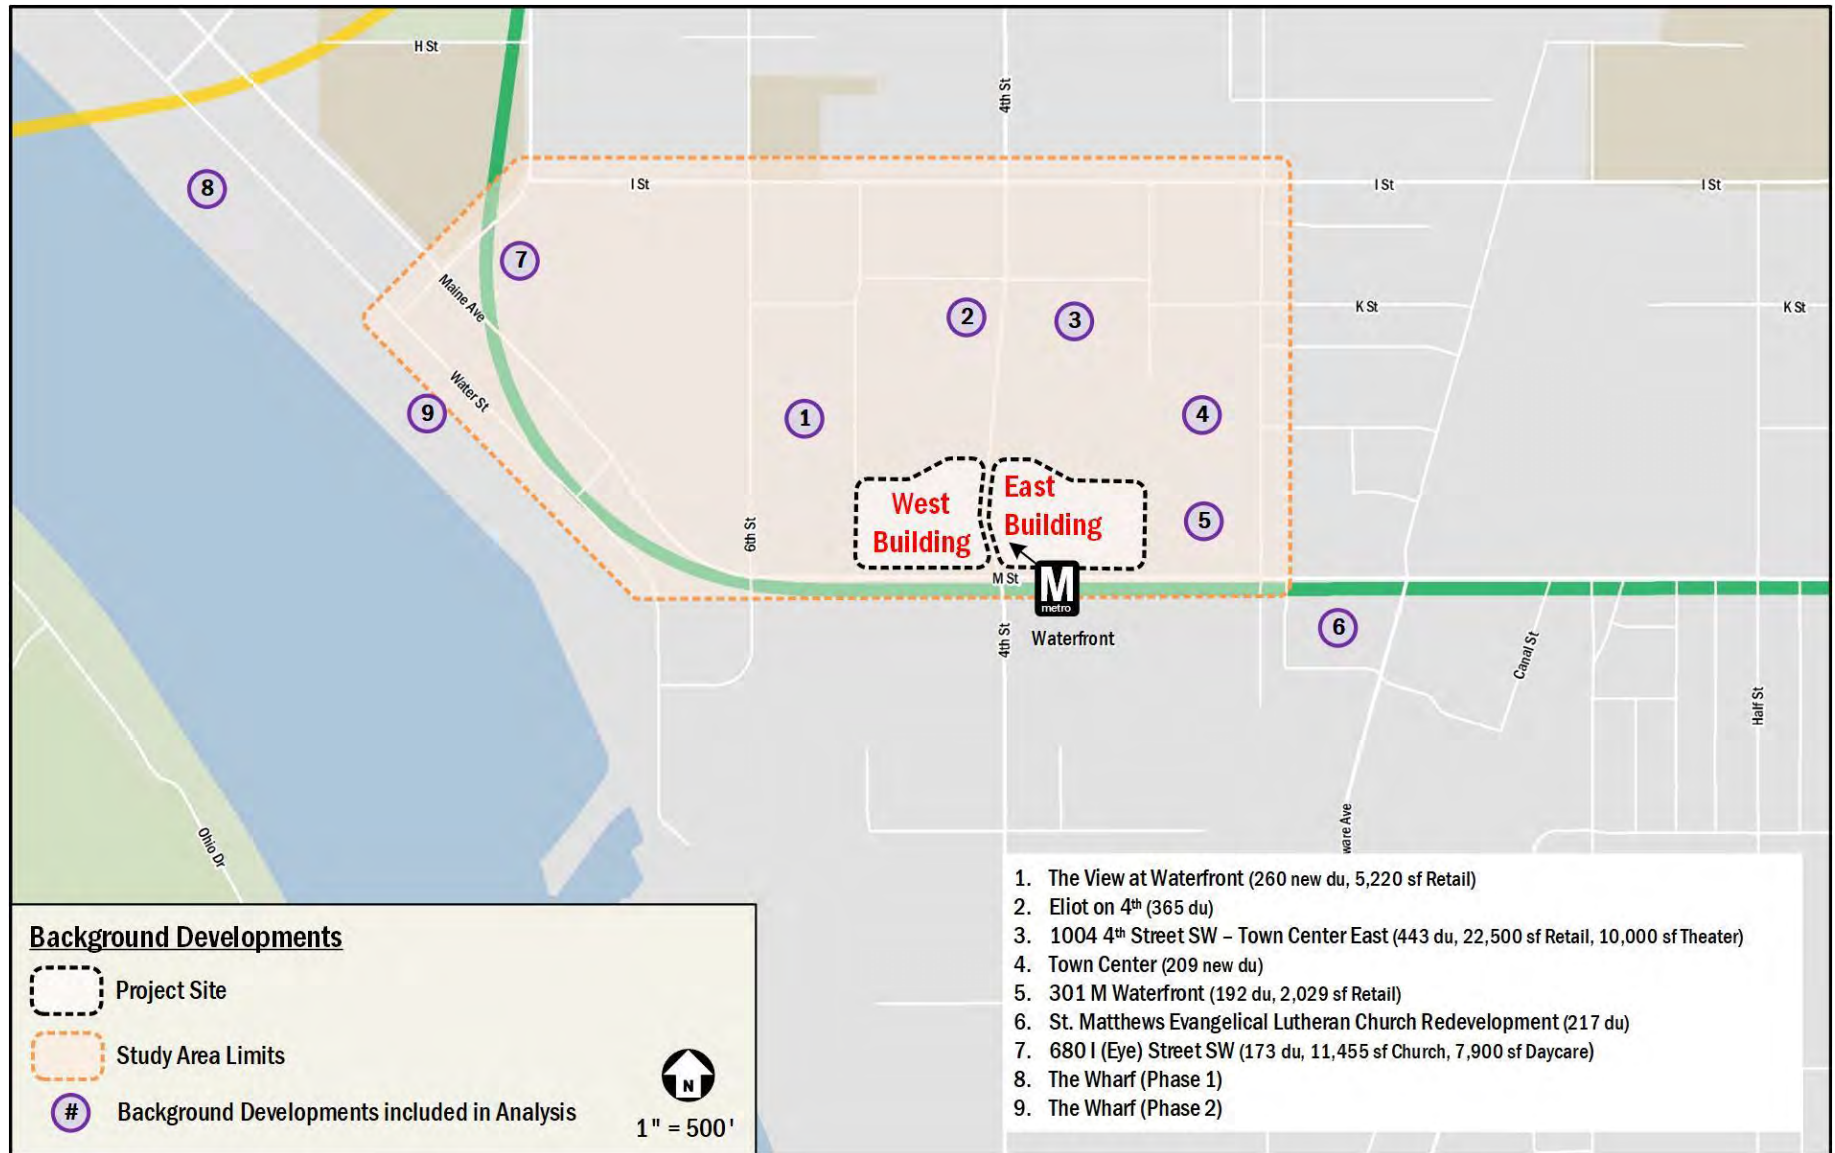 H St
4th St
8
I St
I St
I St
7
Maine Ave
2
3
K St
K St
Water St
9
1
4
West
Building
East
Building
5
6th St
M St
M
metro
Waterfront
4th St
6
Canal St
Half St
Ohio Dr
ware Ave
Background Developments
Project Site
Study Area Limits
# Background Developments included in Analysis
N
1" = 500'
1. The View at Waterfront (260 new du, 5,220 sf Retail)
2. Eliot on 4th (365 du)
3. 1004 4th Street SW – Town Center East (443 du, 22,500 sf Retail, 10,000 sf Theater)
4. Town Center (209 new du)
5. 301 M Waterfront (192 du, 2,029 sf Retail)
6. St. Matthews Evangelical Lutheran Church Redevelopment (217 du)
7. 680 I (Eye) Street SW (173 du, 11,455 sf Church, 7,900 sf Daycare)
8. The Wharf (Phase 1)
9. The Wharf (Phase 2)